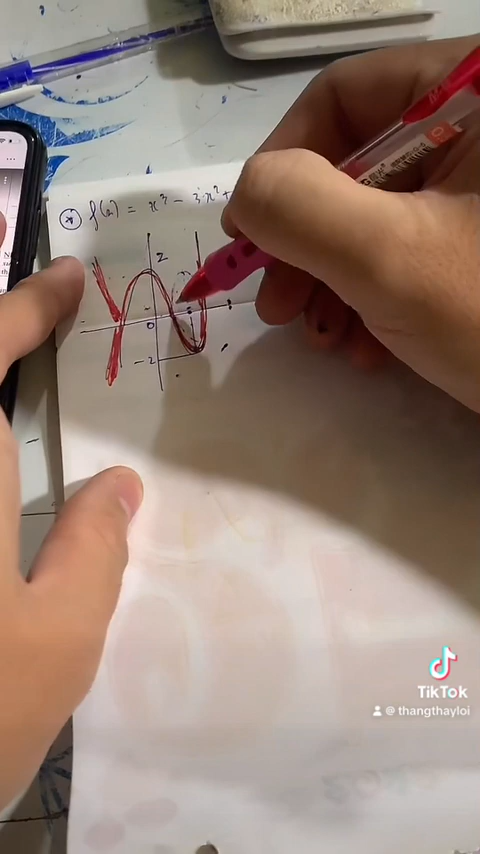 * f(x) = x³ - 3x² +
2
0
-2
TikTok
@ thangthayloi